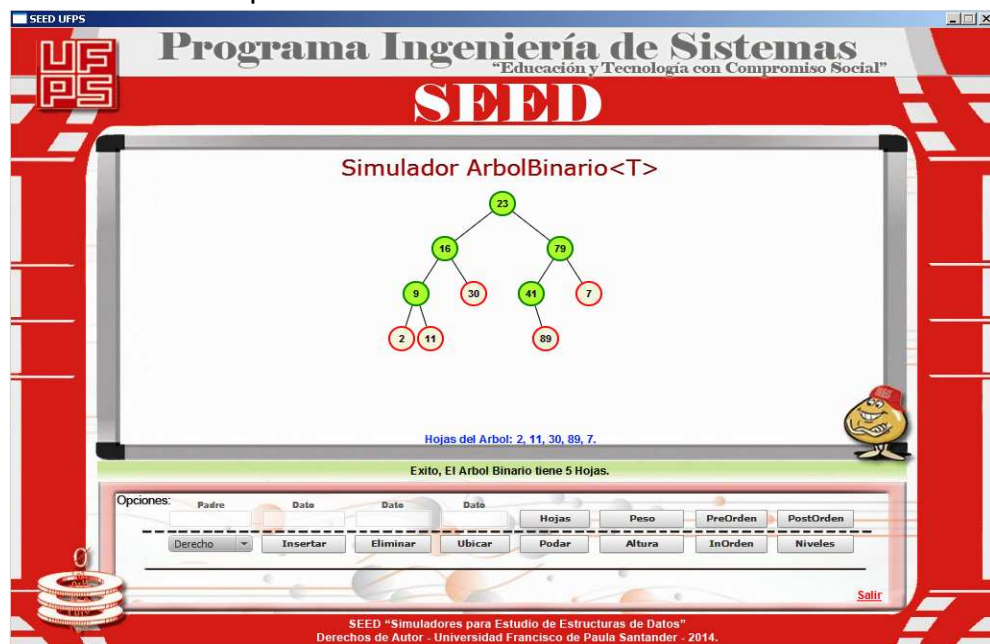 SEED UFPS
UFPS
Programa Ingeniería de Sistemas
"Educación y Tecnología con Compromiso Social"
SEED
Simulador ArbolBinario<T>
23
16 79
9 30 41 7
2 11 89
Hojas del Arbol: 2, 11, 30, 89, 7.
Exito, El Arbol Binario tiene 5 Hojas.
Opciones:
Padre Dato Dato Dato
Hojas Peso PreOrden PostOrden
Derecho Insertar Eliminar Ubicar Podar Altura InOrden Niveles
Salir
SEED "Simuladores para Estudio de Estructuras de Datos"
Derechos de Autor - Universidad Francisco de Paula Santander - 2014.